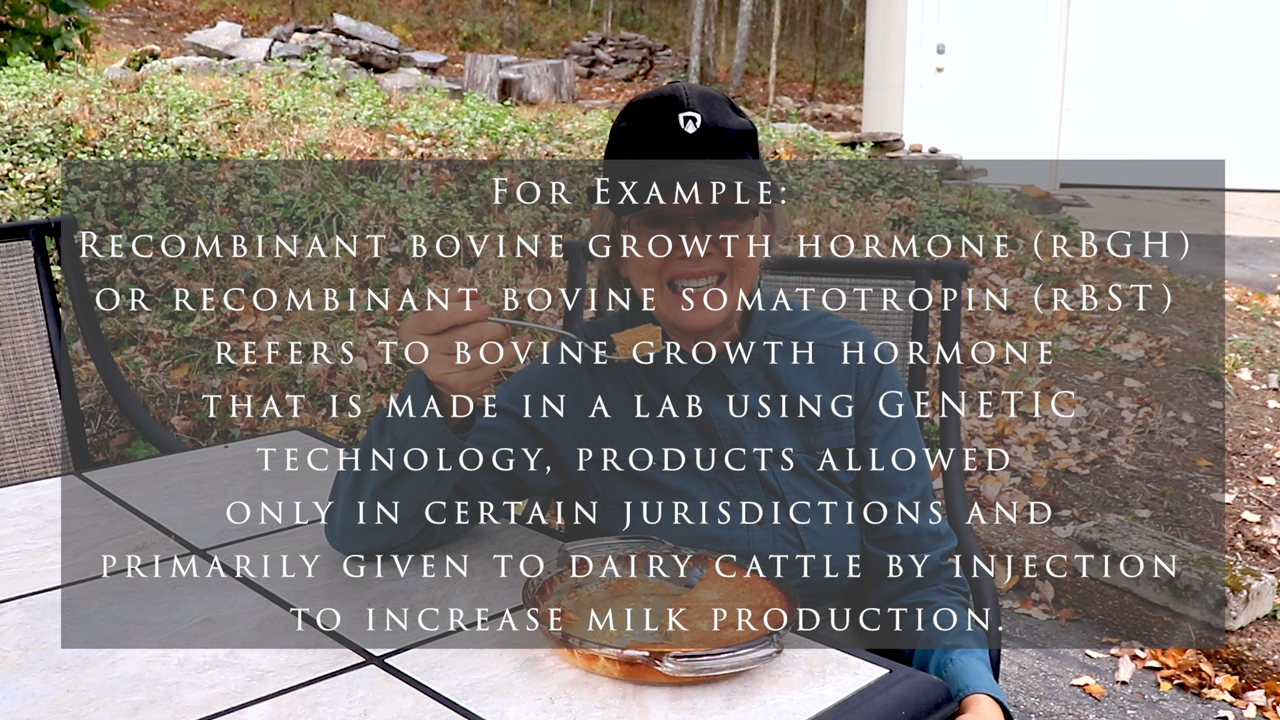 For Example:
Recombinant bovine growth hormone (rBGH)
or recombinant bovine somatotropin (rBST)
refers to bovine growth hormone
that is made in a lab using GENETIC
technology, products allowed
only in certain jurisdictions and
primarily given to dairy cattle by injection
to increase milk production.